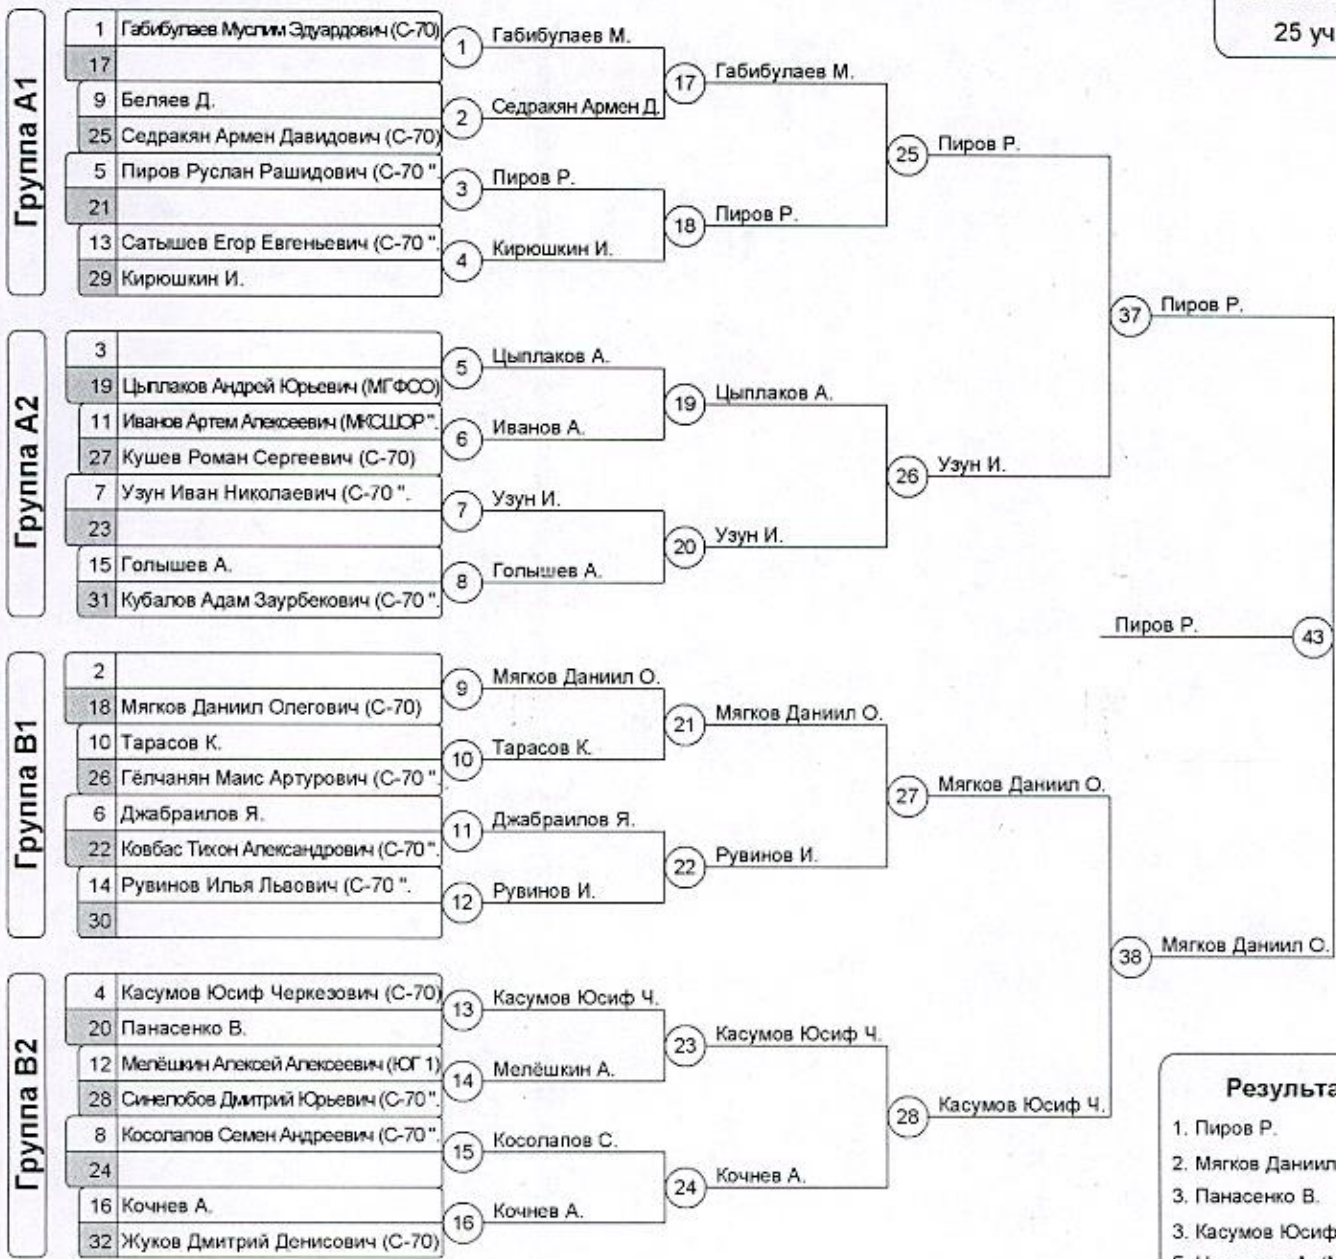 25 уч
Группа A1
1 Габибулаев Муслим Эдуардович (С-70)
17
9 Беляев Д.
25 Седракян Армен Давидович (С-70)
5 Пиров Руслан Рашидович (С-70 ".
21
13 Сатышев Егор Евгеньевич (С-70 ".
29 Кирюшкин И.
1 Габибулаев М.
2 Седракян Армен Д.
3 Пиров Р.
4 Кирюшкин И.
17 Габибулаев М.
18 Пиров Р.
25 Пиров Р.
Группа A2
3
19 Цыплаков Андрей Юрьевич (МГФСО)
11 Иванов Артем Алексеевич (МКСШОР ".
27 Кушев Роман Сергеевич (С-70)
7 Узун Иван Николаевич (С-70 ".
23
15 Голышев А.
31 Кубалов Адам Заурбекович (С-70 ".
5 Цыплаков А.
6 Иванов А.
7 Узун И.
8 Голышев А.
19 Цыплаков А.
20 Узун И.
26 Узун И.
37 Пиров Р.
Группа B1
2
18 Мягков Даниил Олегович (С-70)
10 Тарасов К.
26 Гёлчанян Маис Артурович (С-70 "
6 Джабраилов Я.
22 Ковбас Тихон Александрович (С-70 ".
14 Рувинов Илья Львович (С-70 ".
30
9 Мягков Даниил О.
10 Тарасов К.
11 Джабраилов Я.
12 Рувинов И.
21 Мягков Даниил О.
22 Рувинов И.
27 Мягков Даниил О.
Пиров Р. 43
Группа B2
4 Касумов Юсиф Черкезович (С-70)
20 Панасенко В.
12 Мелёшкин Алексей Алексеевич (ЮГ 1)
28 Синелобов Дмитрий Юрьевич (С-70 ".
8 Косолапов Семен Андреевич (С-70 ".
24
16 Кочнев А.
32 Жуков Дмитрий Денисович (С-70)
13 Касумов Юсиф Ч.
14 Мелёшкин А.
15 Косолапов С.
16 Кочнев А.
23 Касумов Юсиф Ч.
24 Кочнев А.
28 Касумов Юсиф Ч.
38 Мягков Даниил О.
Результа
1. Пиров Р.
2. Мягков Даниил
3. Панасенко В.
3. Касумов Юсиф